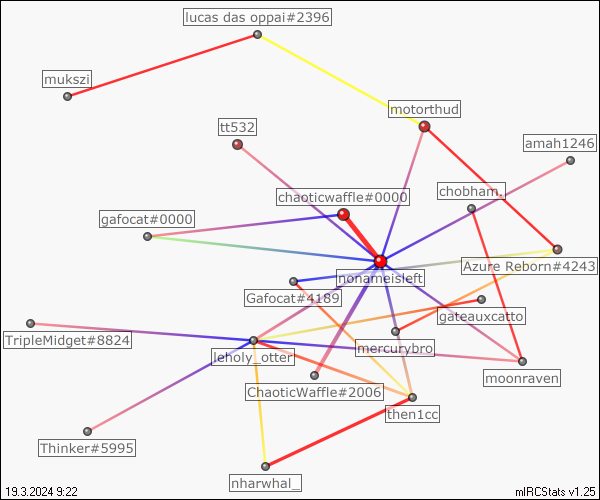 lucas das oppai#2396
mukszi
motorthud
tt532
amah1246
chaoticwaffle#0000
chobham.
gafocat#0000
Azure Reborn#4243
nonameisleft
Gafocat#4189
gateauxcatto
TripleMidget#8824
mercurybro
leholy_otter
moonraven
ChaoticWaffle#2006
then1cc
Thinker#5995
nharwhal_
19.3.2024 9:22
mIRCStats v1.25